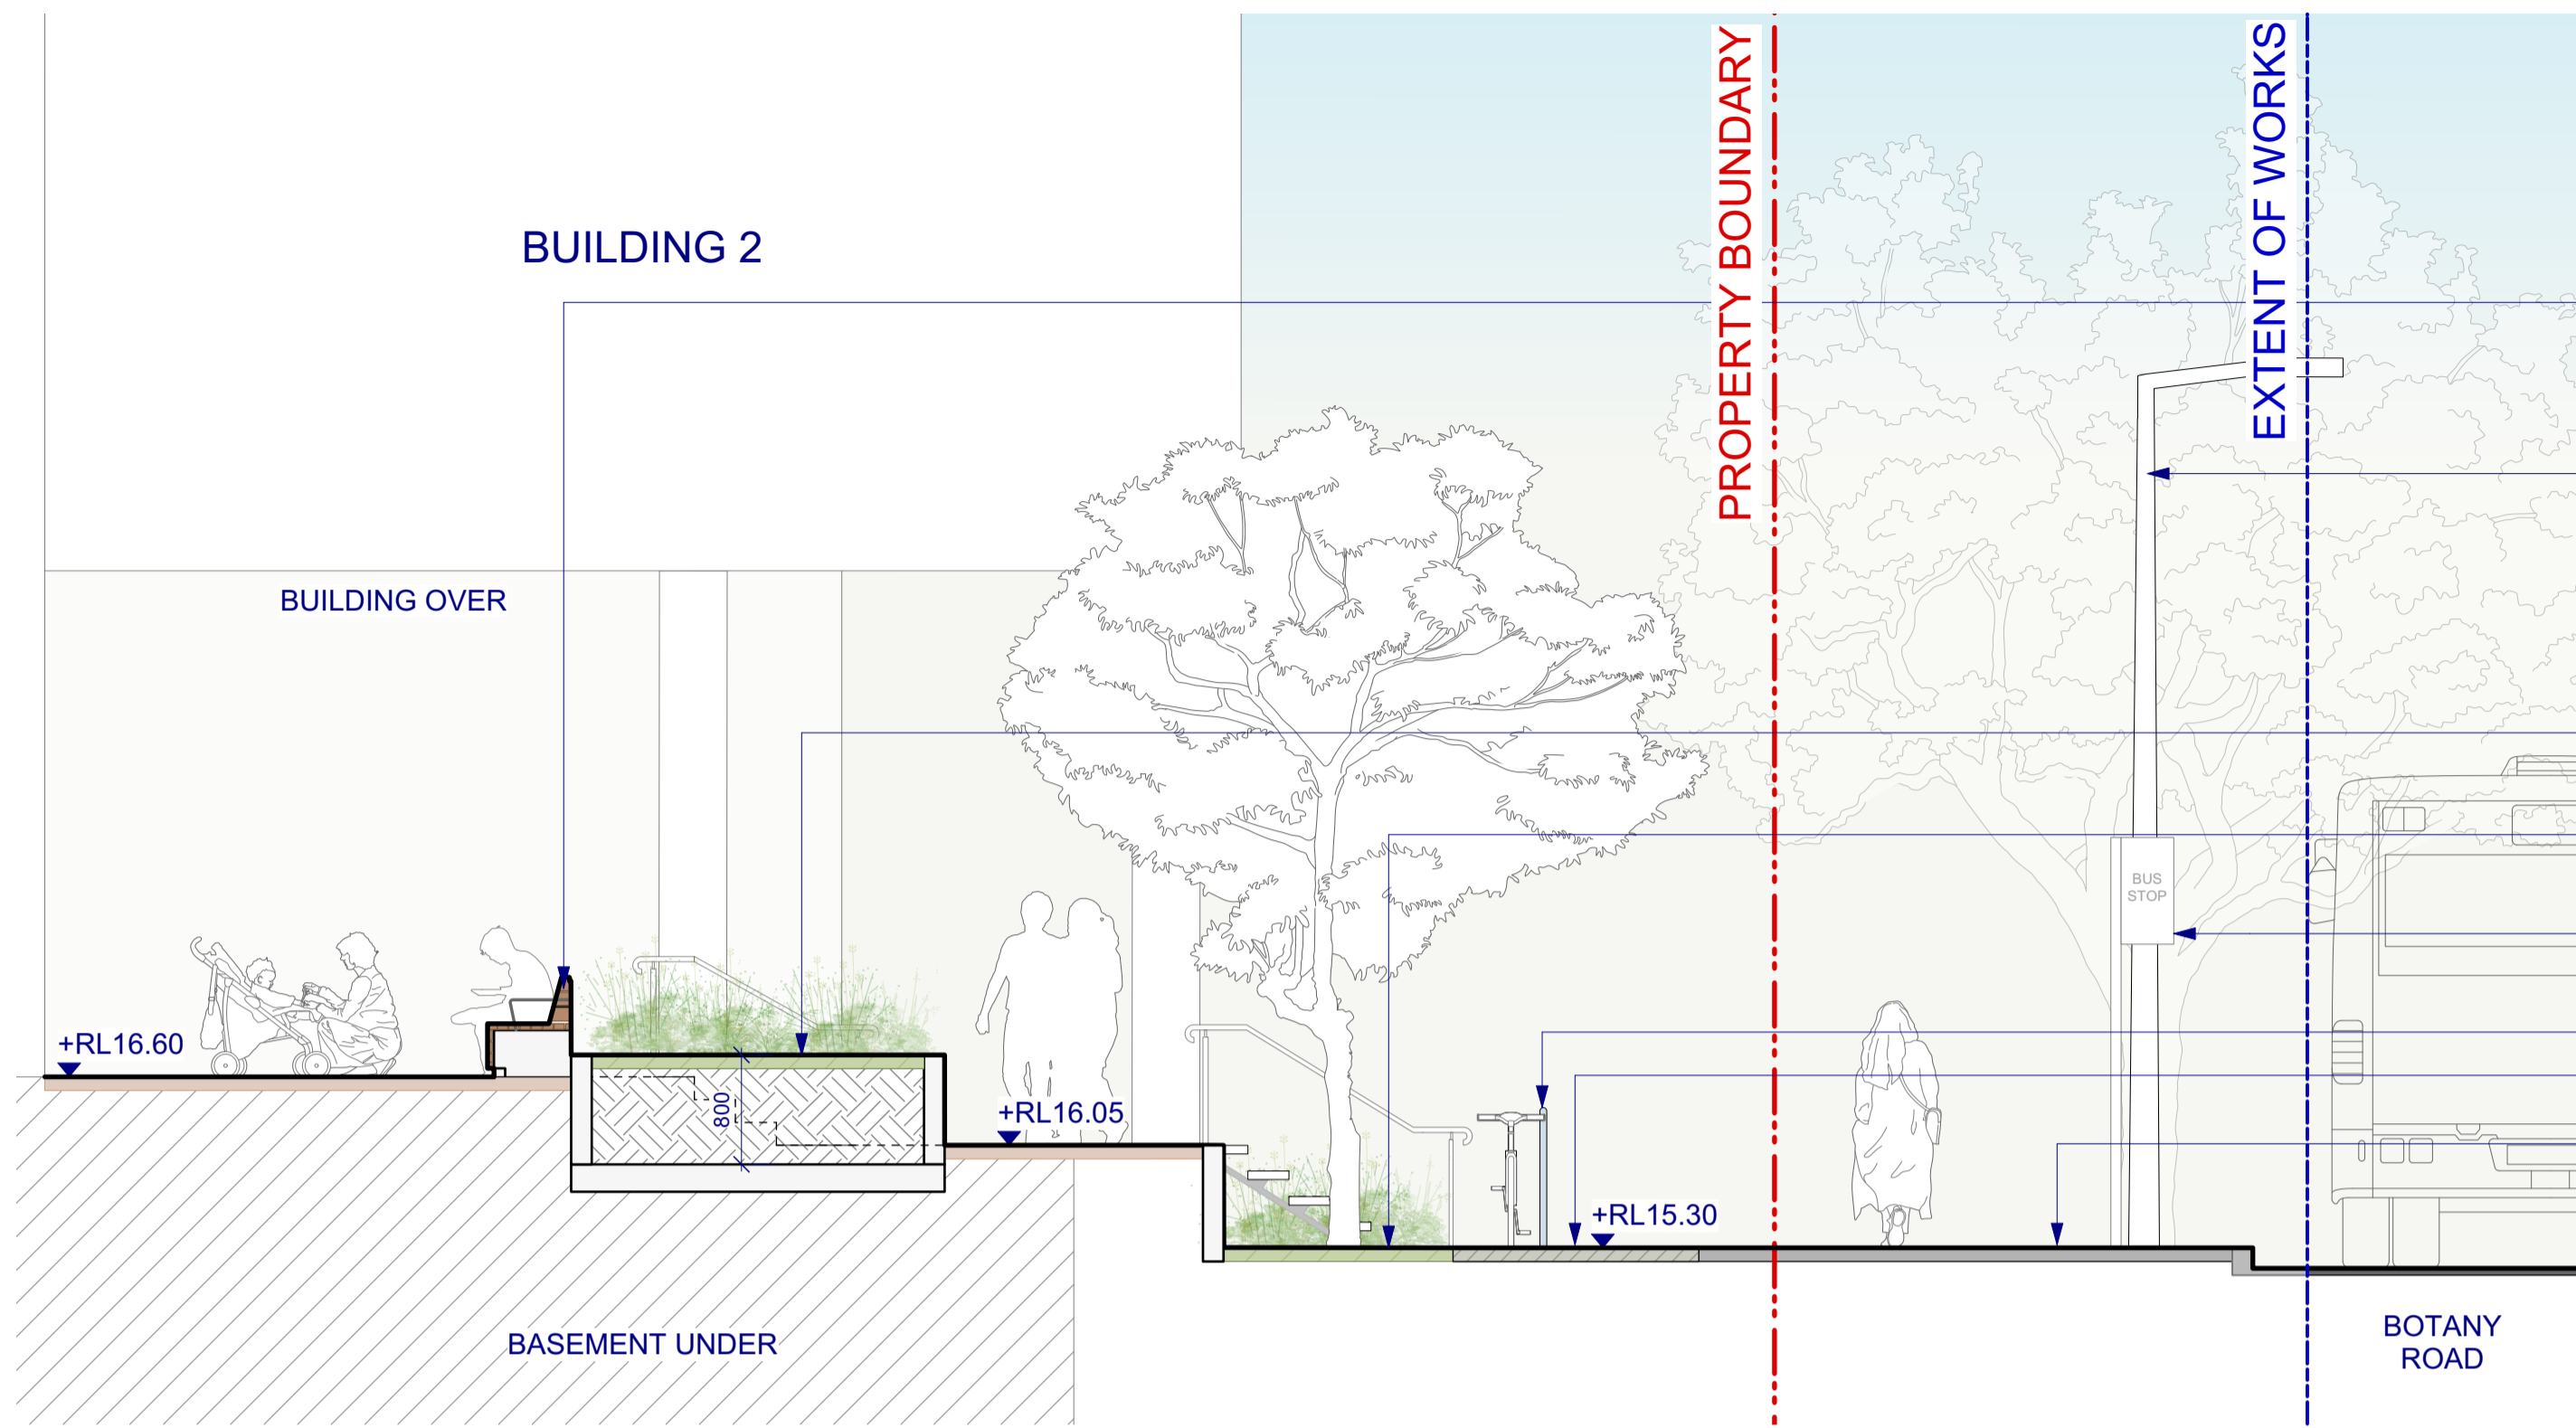 PROPERTY BOUNDARY
EXTENT OF WORKS
BUILDING 2
BUILDING OVER
BUS
STOP
+RL16.60
800
+RL16.05
+RL15.30
BASEMENT UNDER
BOTANY
ROAD